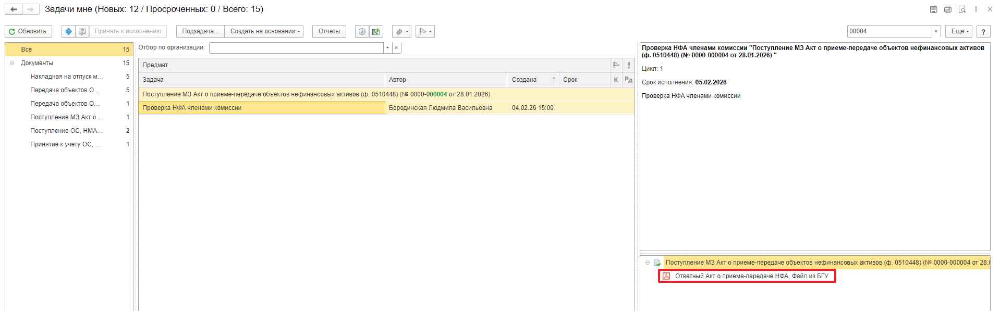 Задачи мне (Новых: 12 / Просроченных: 0 / Всего: 15)
Обновить Принять к исполнению Подзадача... Создать на основании Отчеты 00004 × Еще ?
Все 15
Документы 15
Накладная на отпуск м... 5
Передача объектов О... 5
Передача объектов О... 1
Поступление МЗ Акт о ... 1
Поступление ОС, НМА... 2
Принятие к учету ОС, ... 1
Отбор по организации: ×
Предмет
Задача Автор Создана ↑ Срок К РД
Поступление МЗ Акт о приеме-передаче объектов нефинансовых активов (ф. 0510448) (№ 0000-000004 от 28.01.2026)
Проверка НФА членами комиссии Бородинская Людмила Васильевна 04.02.26 15:00
Проверка НФА членами комиссии "Поступление МЗ Акт о приеме-передаче объектов нефинансовых активов
(ф. 0510448) (№ 0000-000004 от 28.01.2026) "
Цикл: 1
Срок исполнения: 05.02.2026
Проверка НФА членами комиссии
Поступление МЗ Акт о приеме-передаче объектов нефинансовых активов (ф. 0510448) (№ 0000-000004 от 28.0
Ответный Акт о приеме-передаче НФА, Файл из БГУ